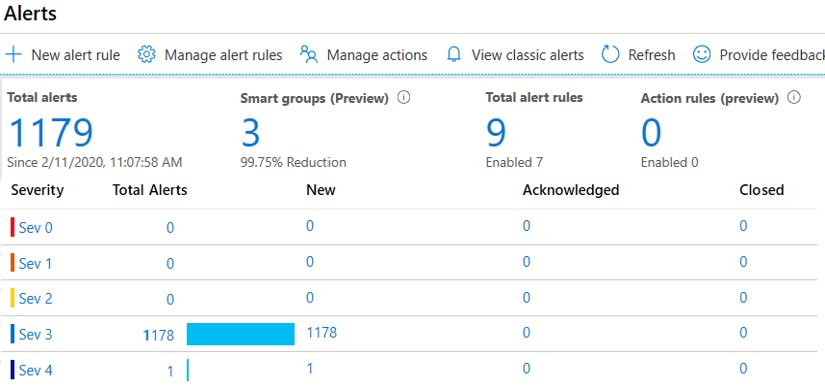 Alerts
New alert rule Manage alert rules Manage actions View classic alerts Refresh Provide feedback
Total alerts Smart groups (Preview) Total alert rules Action rules (preview)
1179 3 9 0
Since 2/11/2020, 11:07:58 AM 99.75% Reduction Enabled 7 Enabled 0
Severity Total Alerts New Acknowledged Closed
Sev 0 0 0 0 0
Sev 1 0 0 0 0
Sev 2 0 0 0 0
Sev 3 1178 1178 0 0
Sev 4 1 1 0 0